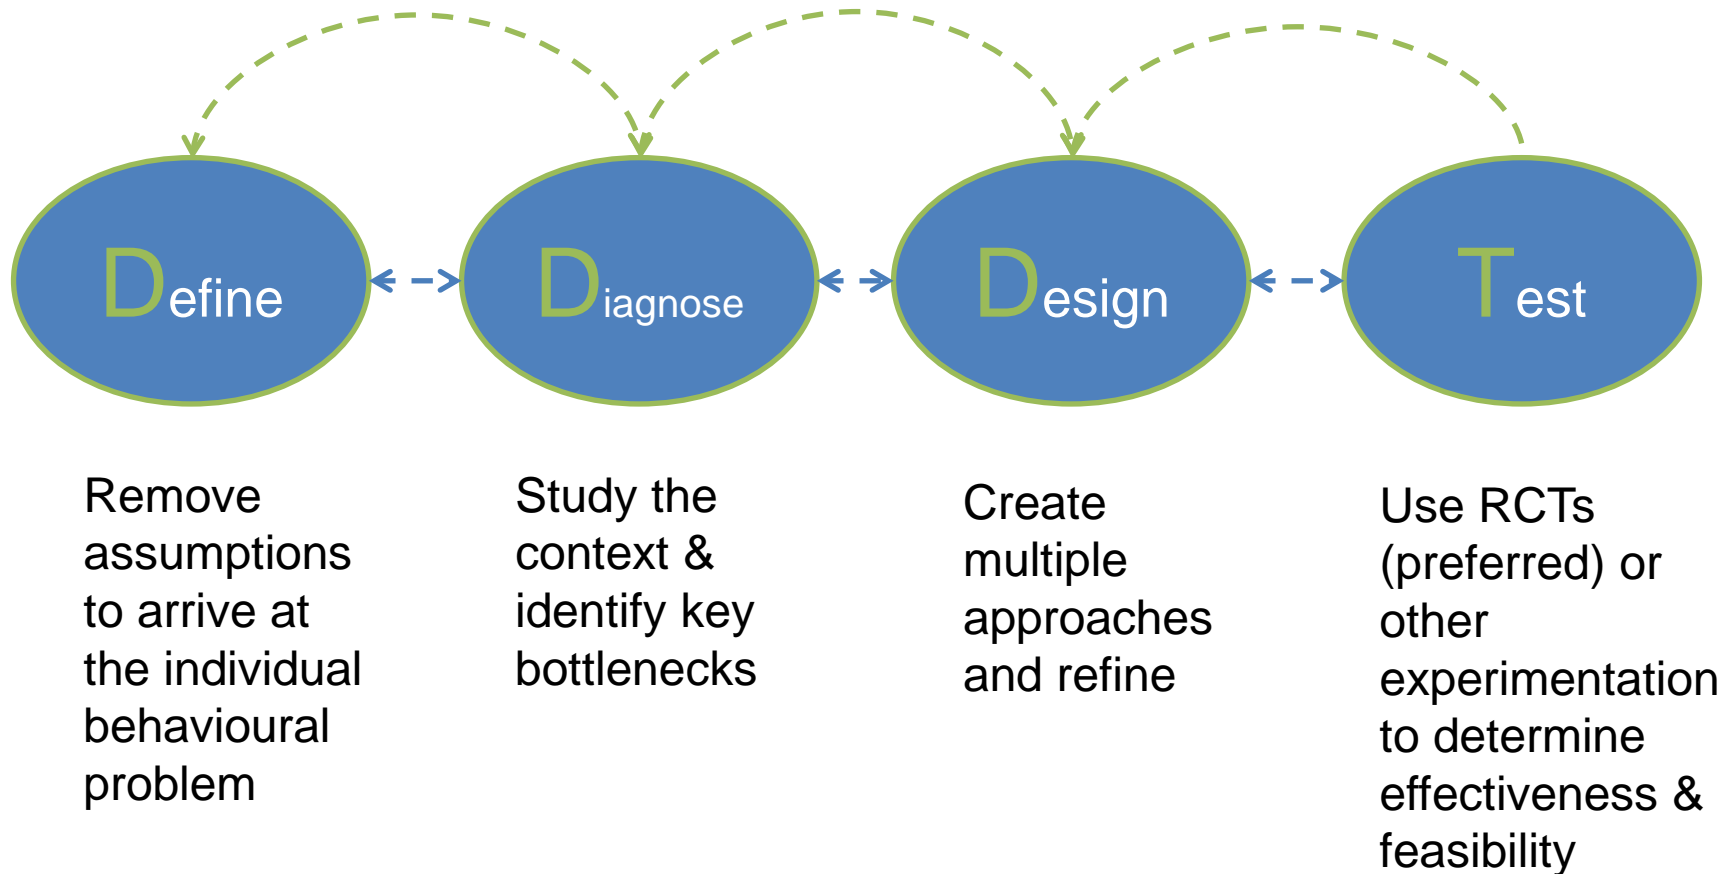 Define
Diagnose
Design
Test
Remove
assumptions
to arrive at
the individual
behavioural
problem
Study the
context &
identify key
bottlenecks
Create
multiple
approaches
and refine
Use RCTs
(preferred) or
other
experimentation
to determine
effectiveness &
feasibility